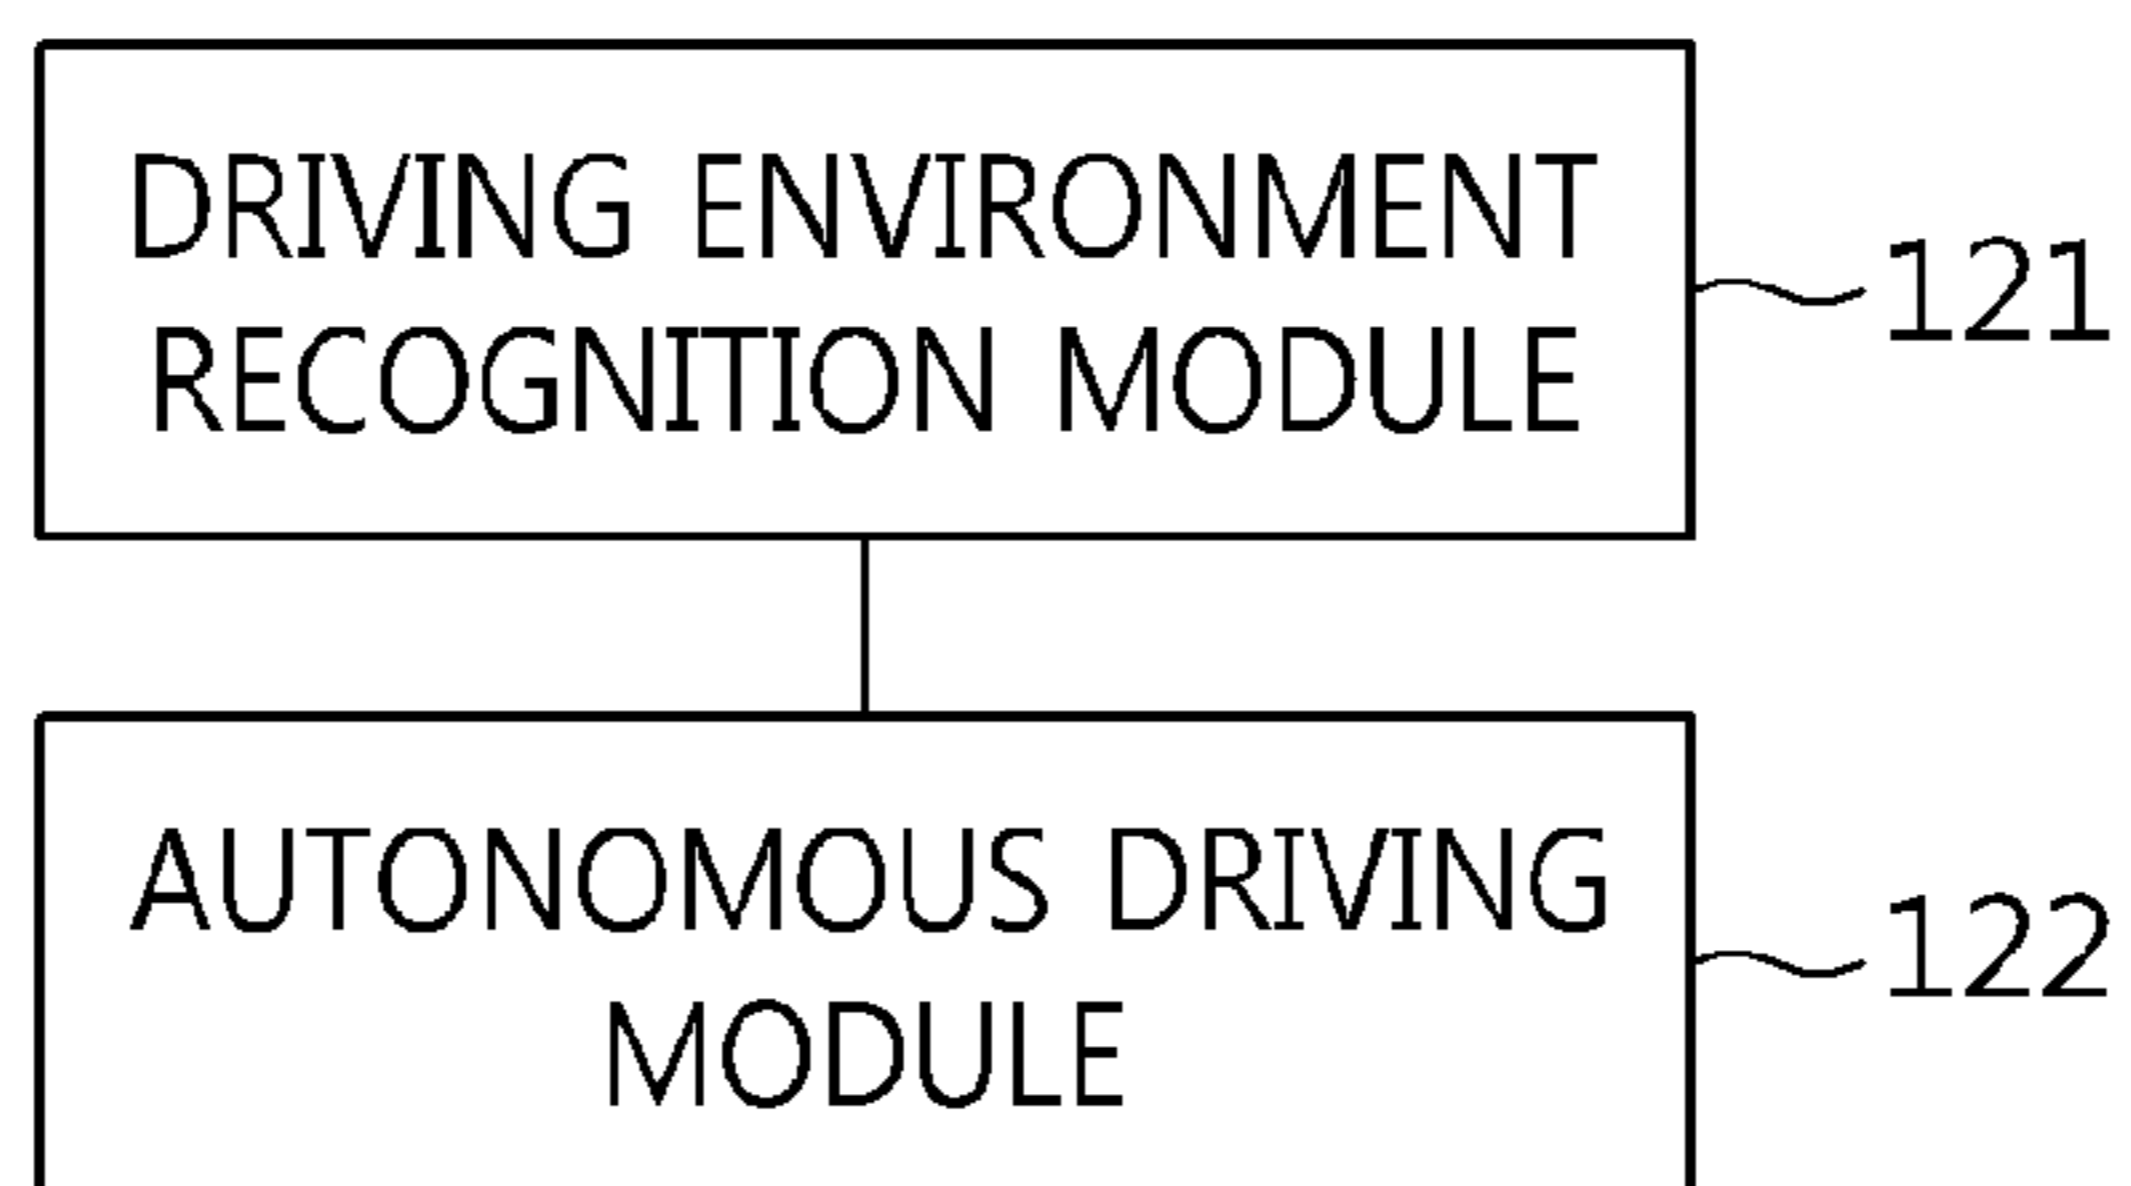 DRIVING ENVIRONMENT
RECOGNITION MODULE
121
AUTONOMOUS DRIVING
MODULE
122